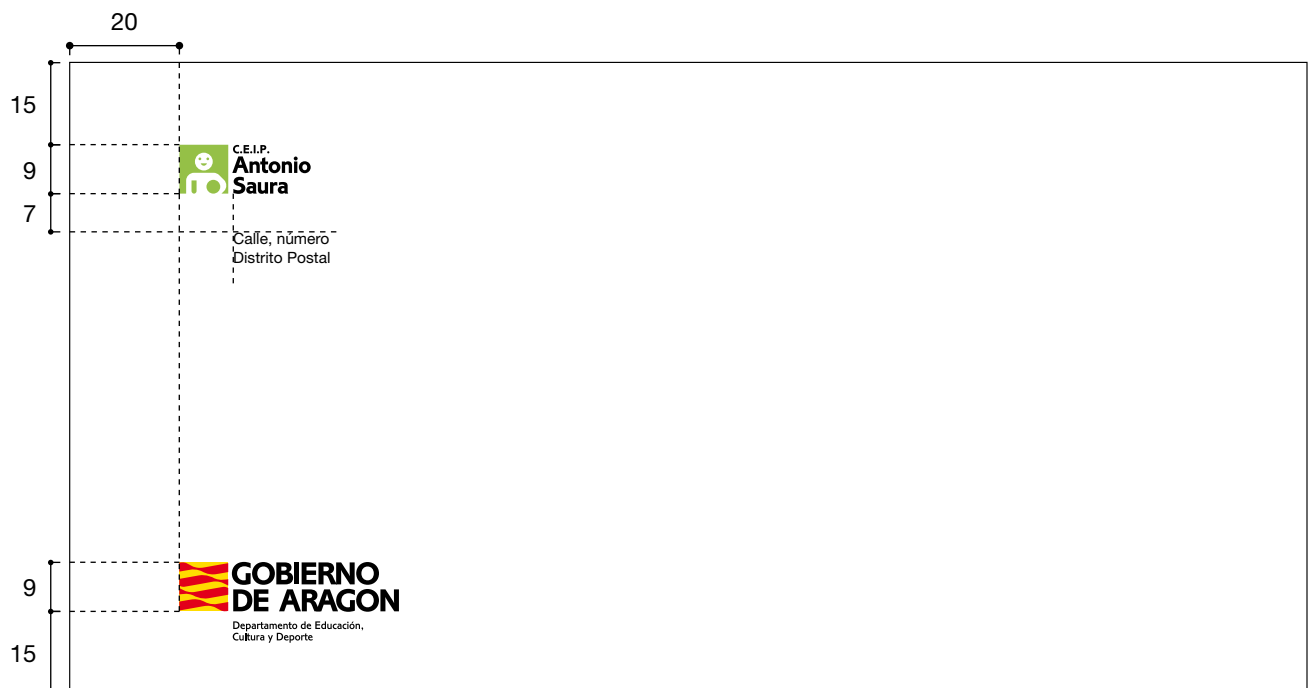 20
15
9
7
C.E.I.P.
Antonio
Saura
Calle, número
Distrito Postal
9
15
GOBIERNO
DE ARAGON
Departamento de Educación,
Cultura y Deporte